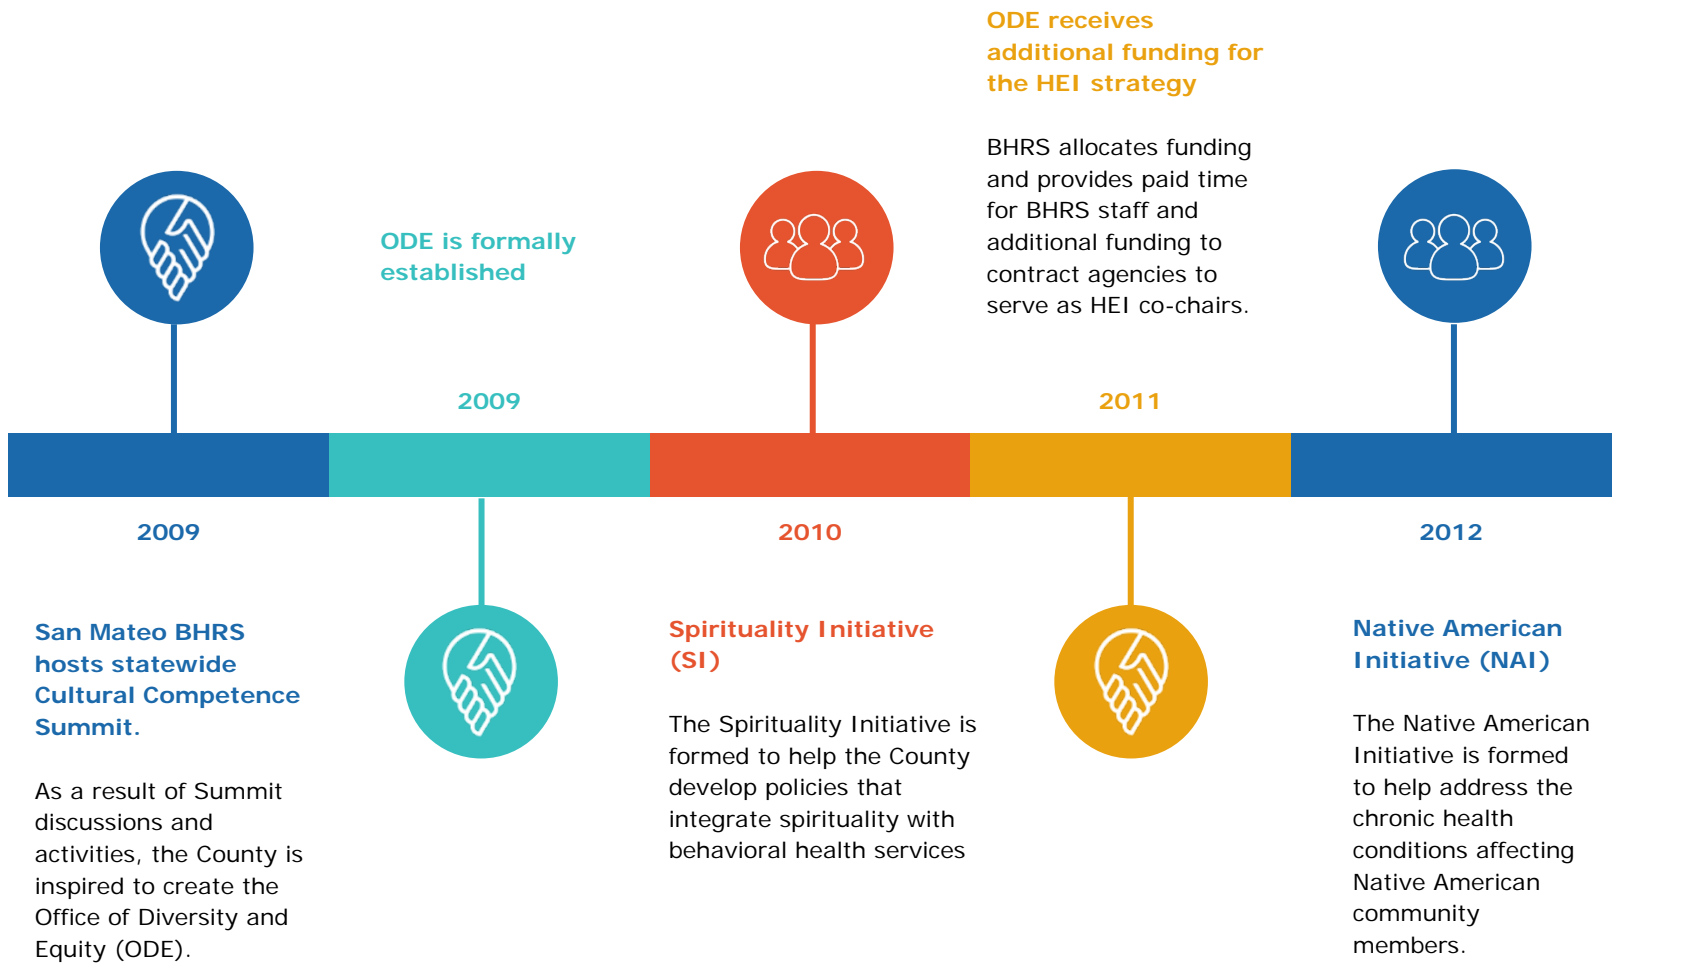 2009
San Mateo BHRS
hosts statewide
Cultural Competence
Summit.
As a result of Summit
discussions and
activities, the County is
inspired to create the
Office of Diversity and
Equity (ODE).
ODE is formally
established
2009
2010
Spirituality Initiative
(SI)
The Spirituality Initiative is
formed to help the County
develop policies that
integrate spirituality with
behavioral health services
ODE receives
additional funding for
the HEI strategy
BHRS allocates funding
and provides paid time
for BHRS staff and
additional funding to
contract agencies to
serve as HEI co-chairs.
2011
2012
Native American
Initiative (NAI)
The Native American
Initiative is formed
to help address the
chronic health
conditions affecting
Native American
community
members.